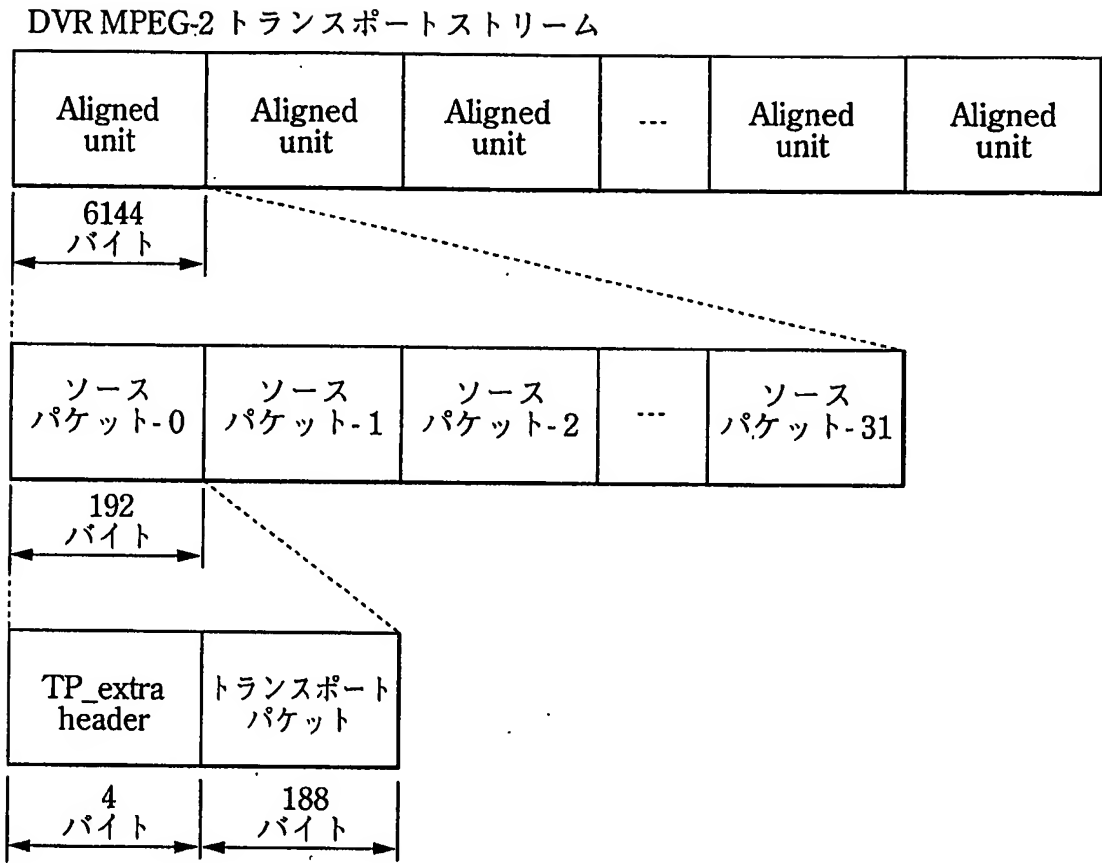 DVR MPEG-2 トランスポートストリーム
Aligned unit
Aligned unit
Aligned unit
---
Aligned unit
Aligned unit
6144
バイト
ソース
パケット-0
ソース
パケット-1
ソース
パケット-2
---
ソース
パケット-31
192
バイト
TP_extra
header
トランスポート
パケット
4
バイト
188
バイト